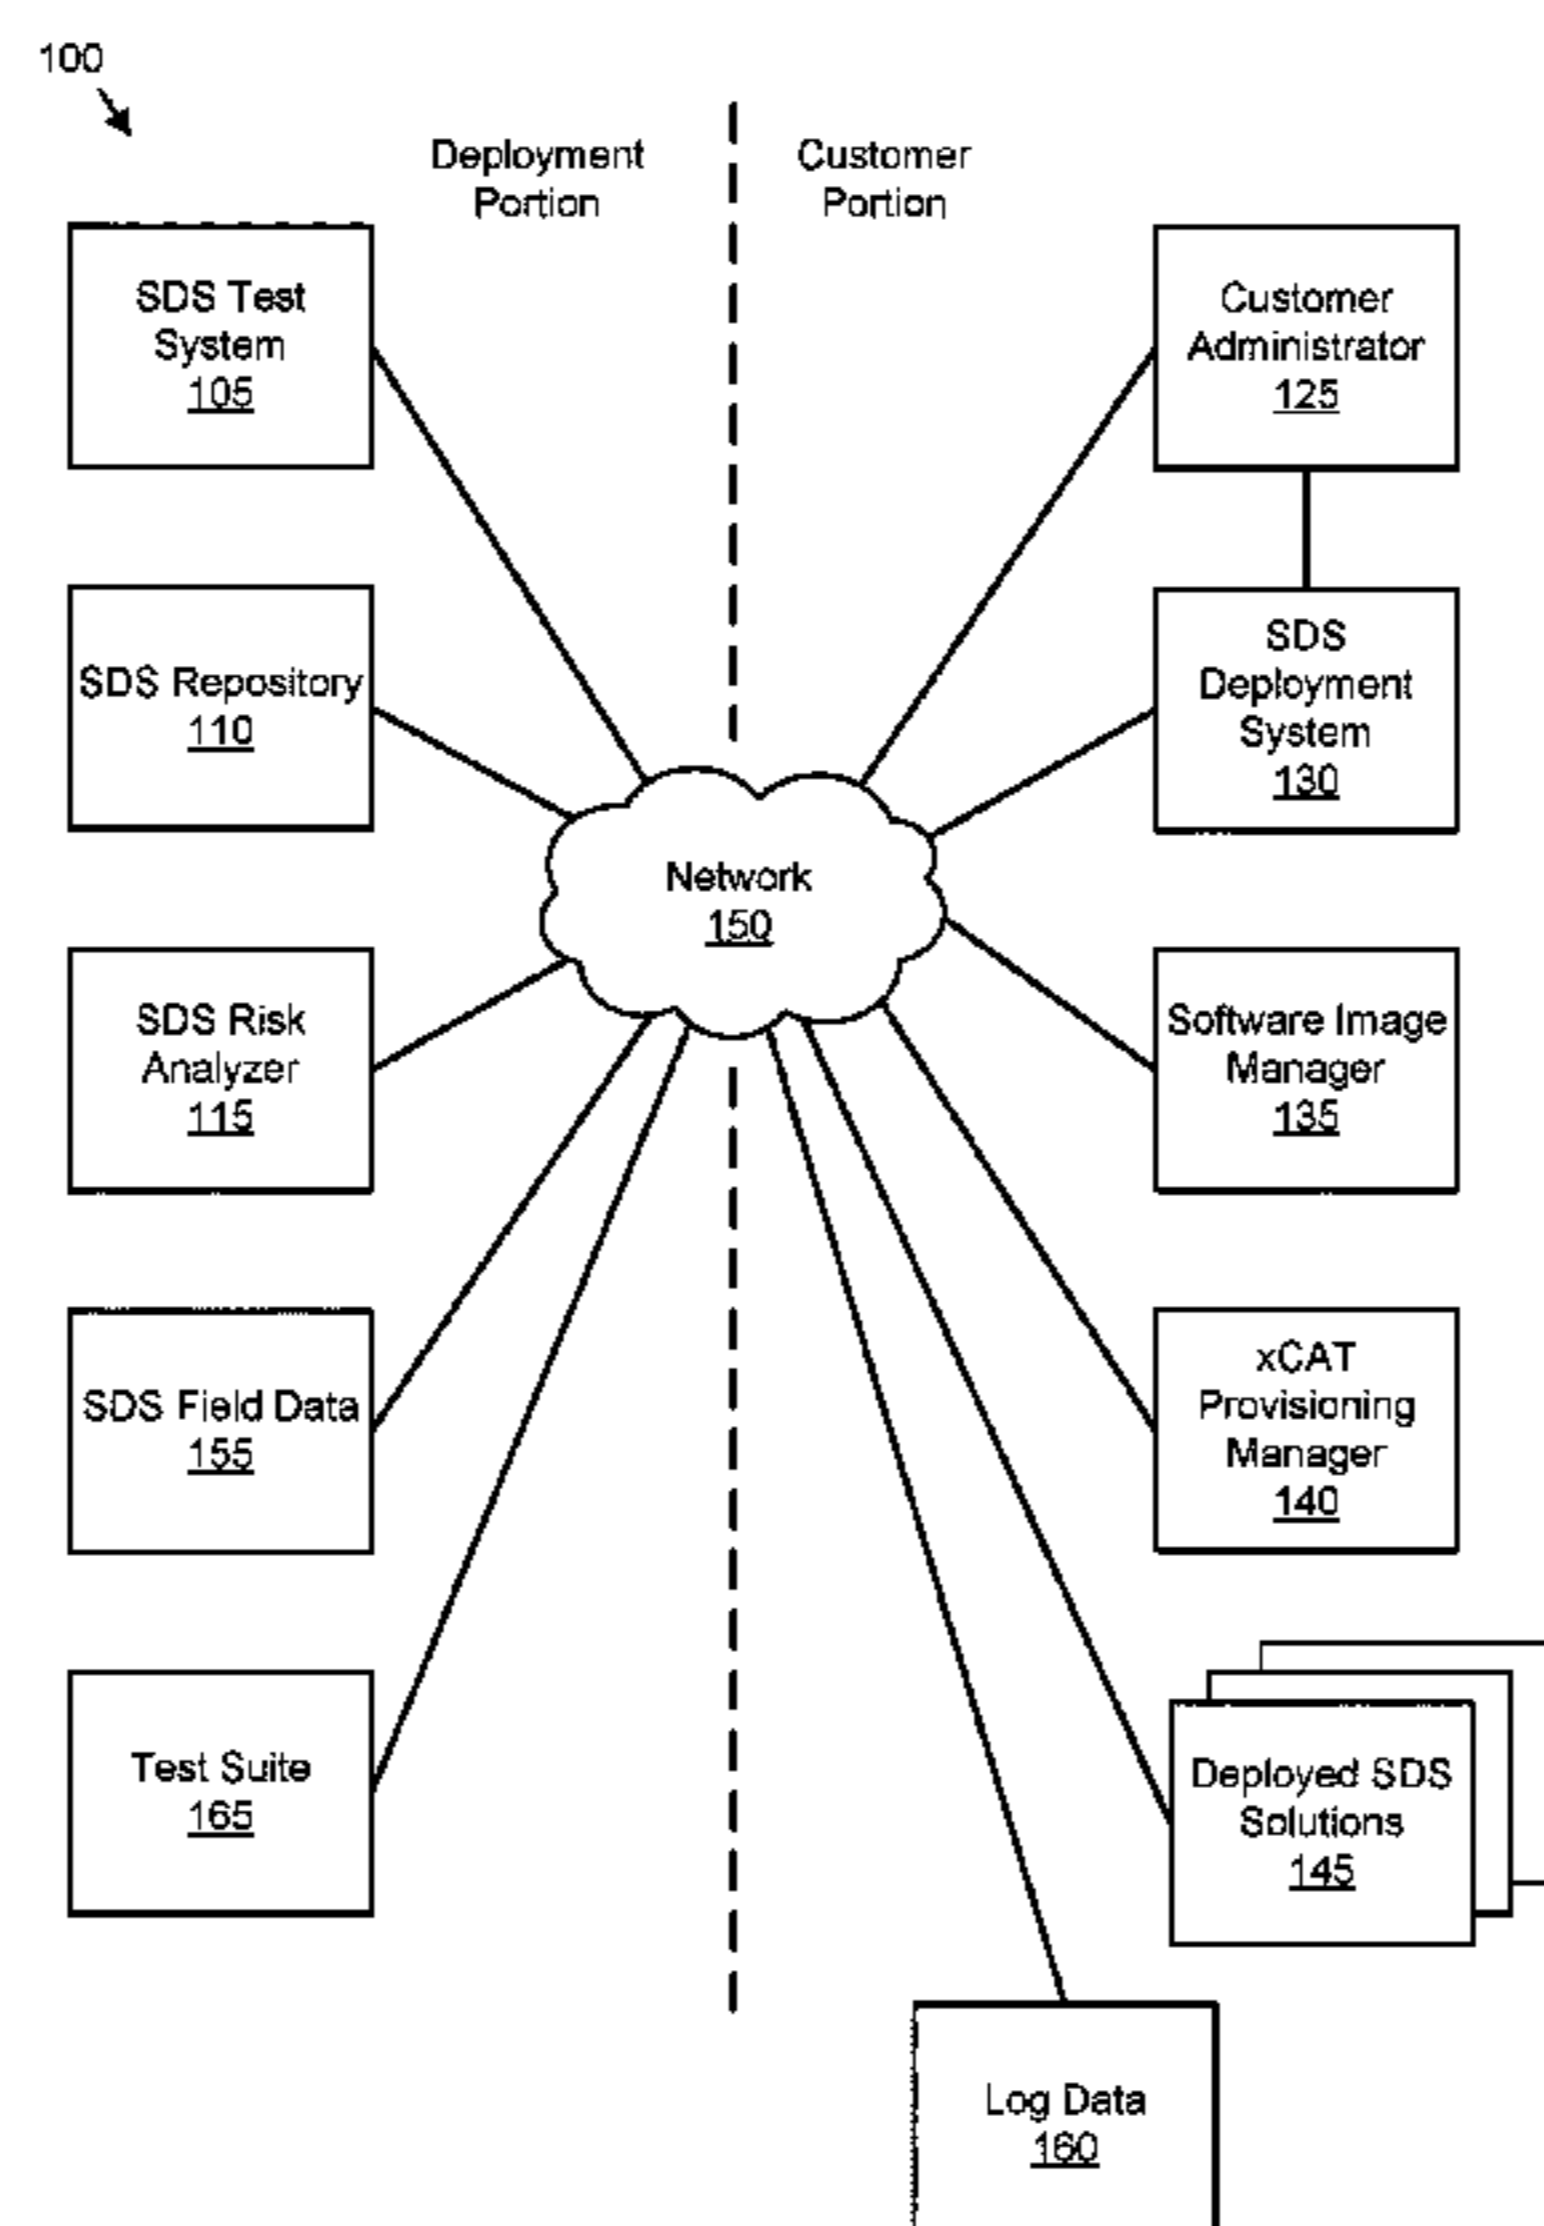 100
Deployment
Portion
Customer
Portion
SDS Test
System
105
Customer
Administrator
125
SDS Repository
110
SDS
Deployment
System
130
Network
150
SDS Risk
Analyzer
115
Software Image
Manager
135
SDS Field Data
155
xCAT
Provisioning
Manager
140
Test Suite
165
Deployed SDS
Solutions
145
Log Data
160